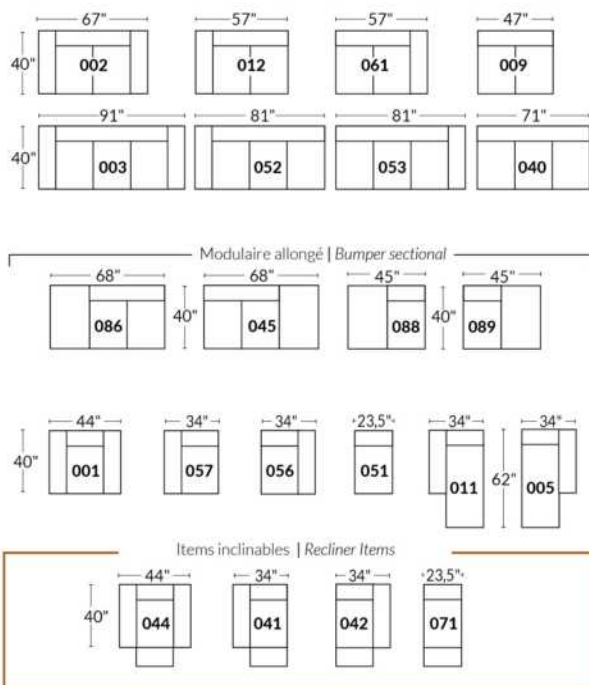 67" 57" 57" 47"
40" 002 012 061 009
91" 81" 81" 71"
40" 003 052 053 040
Modulaire allongé | Bumper sectional
68" 68" 45" 45"
086 40" 045 088 40" 089
44" 34" 34" 23,5" 34" 34"
40" 001 057 056 051 011 62" 005
Items inclinables | Recliner Items
44" 34" 34" 23,5"
40" 044 041 042 071